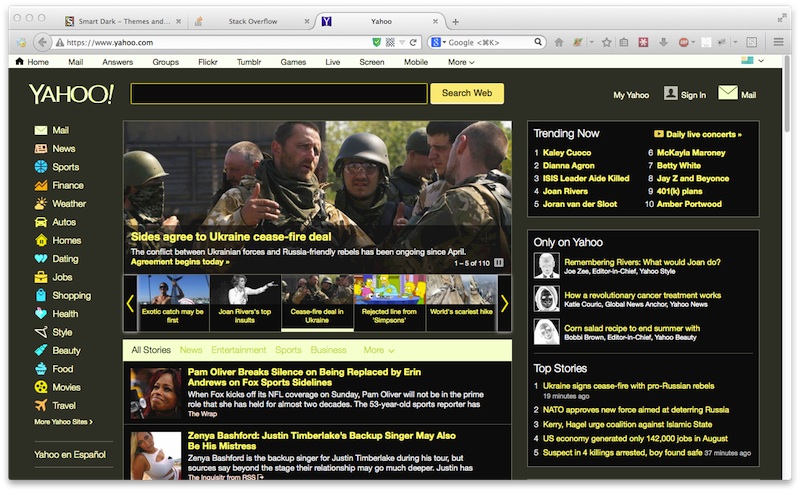 Smart Dark – Themes and...
Stack Overflow
Yahoo
https://www.yahoo.com
Google <⌘K>
Home Mail Answers Groups Flickr Tumblr Games Live Screen Mobile More
YAHOO!
Search Web
My Yahoo Sign In Mail
Mail
News
Sports
Finance
Weather
Autos
Homes
Dating
Jobs
Shopping
Health
Style
Beauty
Food
Movies
Travel
More Yahoo Sites >
Yahoo en Español
Sides agree to Ukraine cease-fire deal
The conflict between Ukrainian forces and Russia-friendly rebels has been ongoing since April.
Agreement begins today »
1 – 5 of 110
Exotic catch may be first
Joan Rivers's top insults
Cease-fire deal in Ukraine
Rejected line from 'Simpsons'
World's scariest hike
All Stories News Entertainment Sports Business More
Pam Oliver Breaks Silence on Being Replaced by Erin
Andrews on Fox Sports Sidelines
When Fox kicks off its NFL coverage on Sunday, Pam Oliver will not be in the prime
role that she has held for almost two decades. The 53-year-old sports reporter has
The Wrap
Zenya Bashford: Justin Timberlake's Backup Singer May Also
Be His Mistress
Zenya Bashford is the backup singer for Justin Timberlake during his tour, but
sources say beyond the stage their relationship may go much deeper. Justin has
The Inquisitr from RSS
Trending Now
Daily live concerts »
1 Kaley Cuoco
2 Dianna Agron
3 ISIS Leader Aide Killed
4 Joan Rivers
5 Joran van der Sloot
6 McKayla Maroney
7 Betty White
8 Jay Z and Beyonce
9 401(k) plans
10 Amber Portwood
Only on Yahoo
Remembering Rivers: What would Joan do?
Joe Zee, Editor-in-Chief, Yahoo Style
How a revolutionary cancer treatment works
Katie Couric, Global News Anchor, Yahoo News
Corn salad recipe to end summer with
Bobbi Brown, Editor-in-Chief, Yahoo Beauty
Top Stories
1 Ukraine signs cease-fire with pro-Russian rebels
19 minutes ago
2 NATO approves new force aimed at deterring Russia
3 Kerry, Hagel urge coalition against Islamic State
4 US economy generated only 142,000 jobs in August
5 Suspect in 4 killings arrested, boy found safe 37 minutes ago